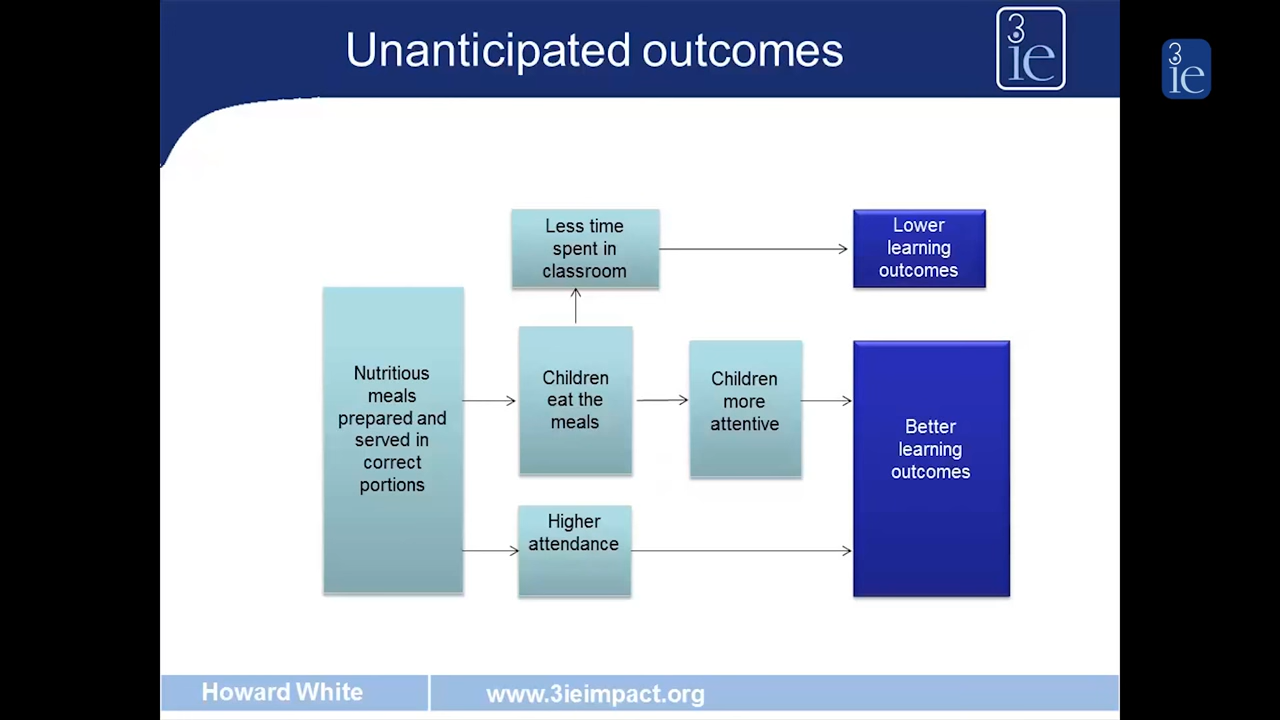 Unanticipated outcomes
3
ie
3
ie
Less time
spent in
classroom
Lower
learning
outcomes
Nutritious
meals
prepared and
served in
correct
portions
Children
eat the
meals
Children
more
attentive
Better
learning
outcomes
Higher
attendance
Howard White
www.3ieimpact.org